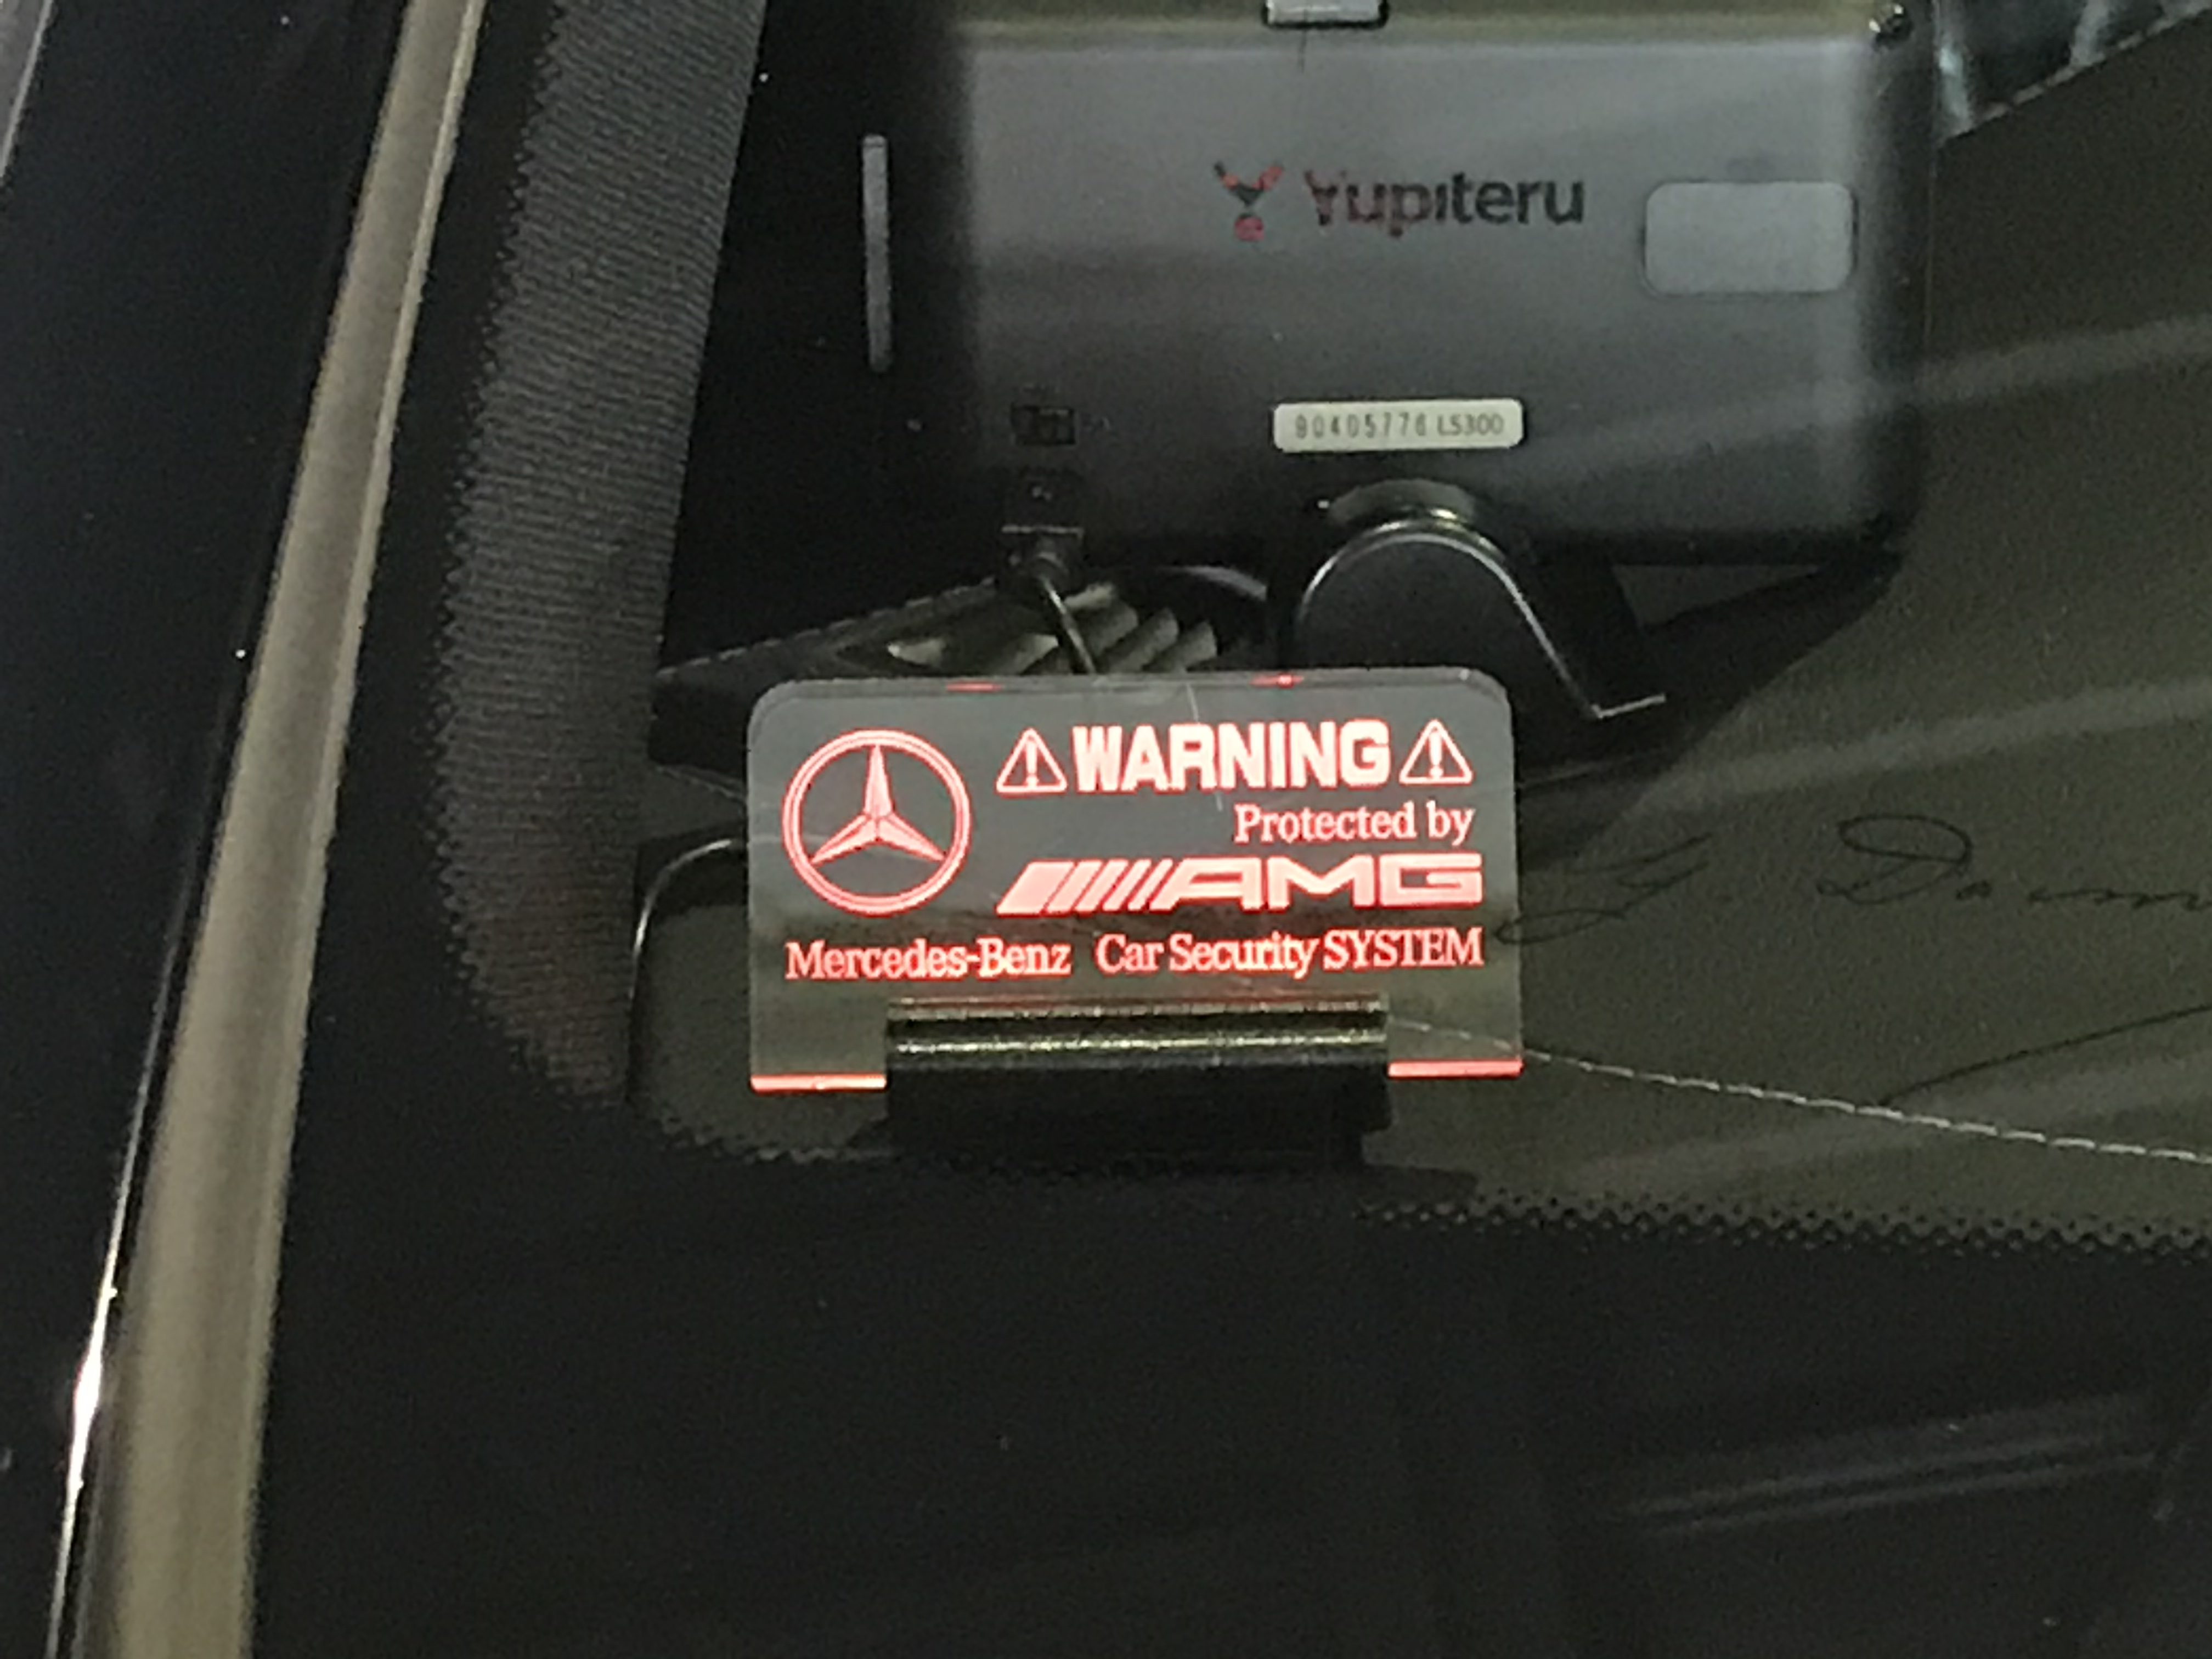 Yupiteru
90405776 LS300
WARNING
Protected by
AMG
Mercedes-Benz Car Security SYSTEM